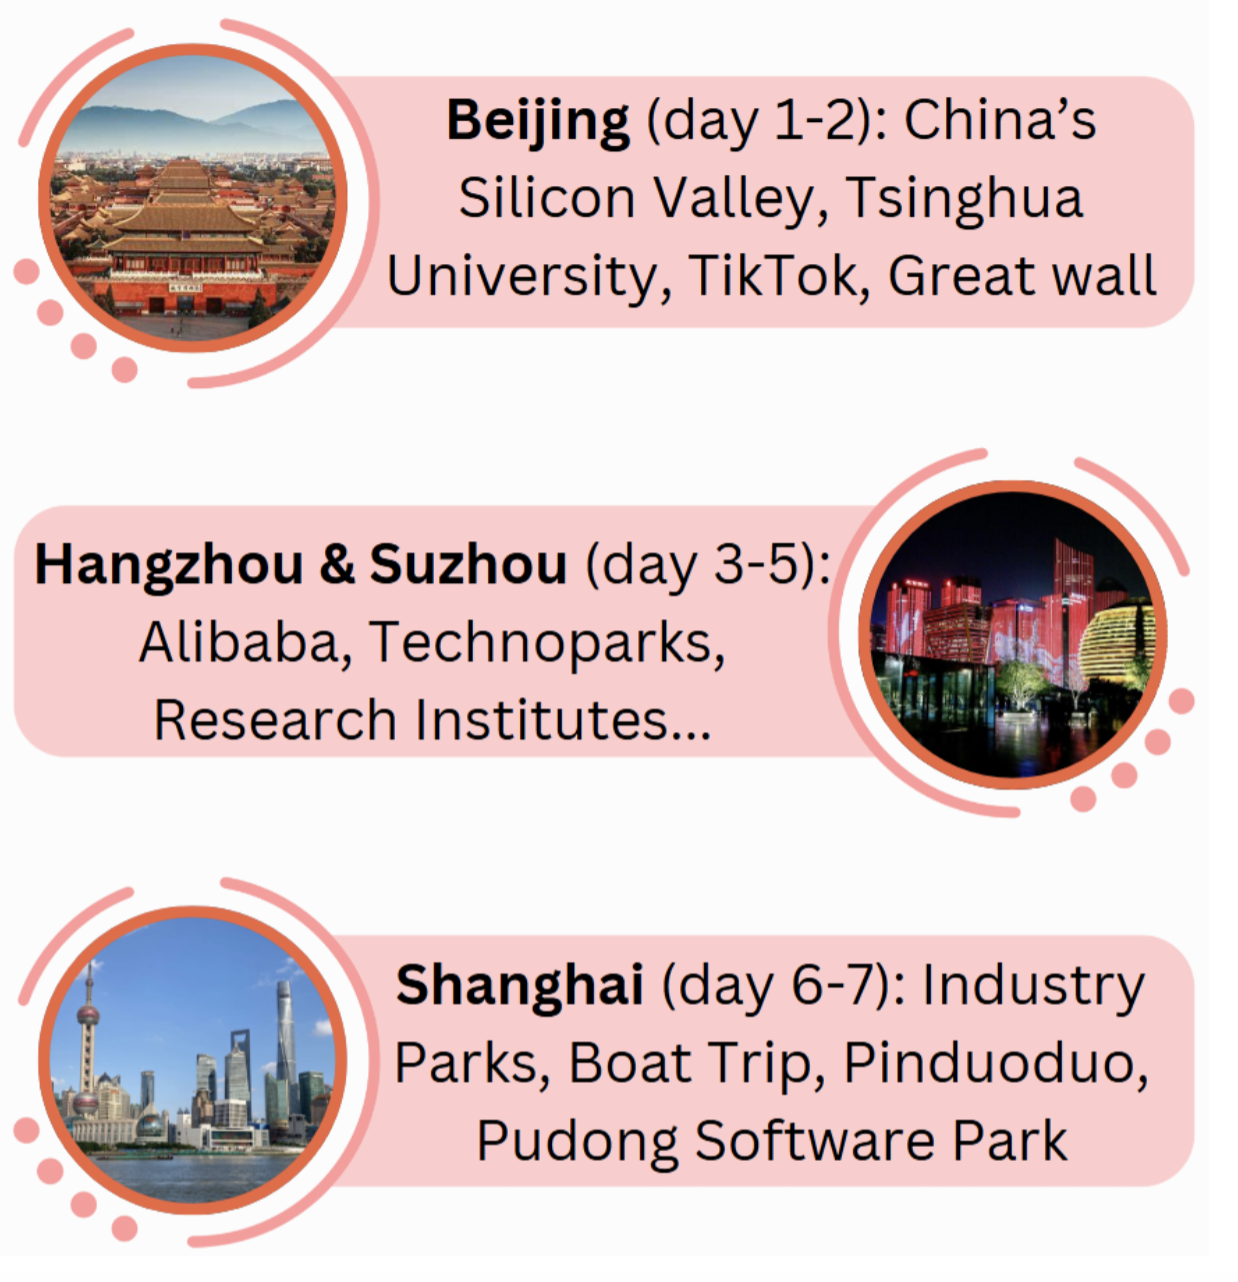 Beijing (day 1-2): China’s
Silicon Valley, Tsinghua
University, TikTok, Great wall
Hangzhou & Suzhou (day 3-5):
Alibaba, Technoparks,
Research Institutes...
Shanghai (day 6-7): Industry
Parks, Boat Trip, Pinduoduo,
Pudong Software Park